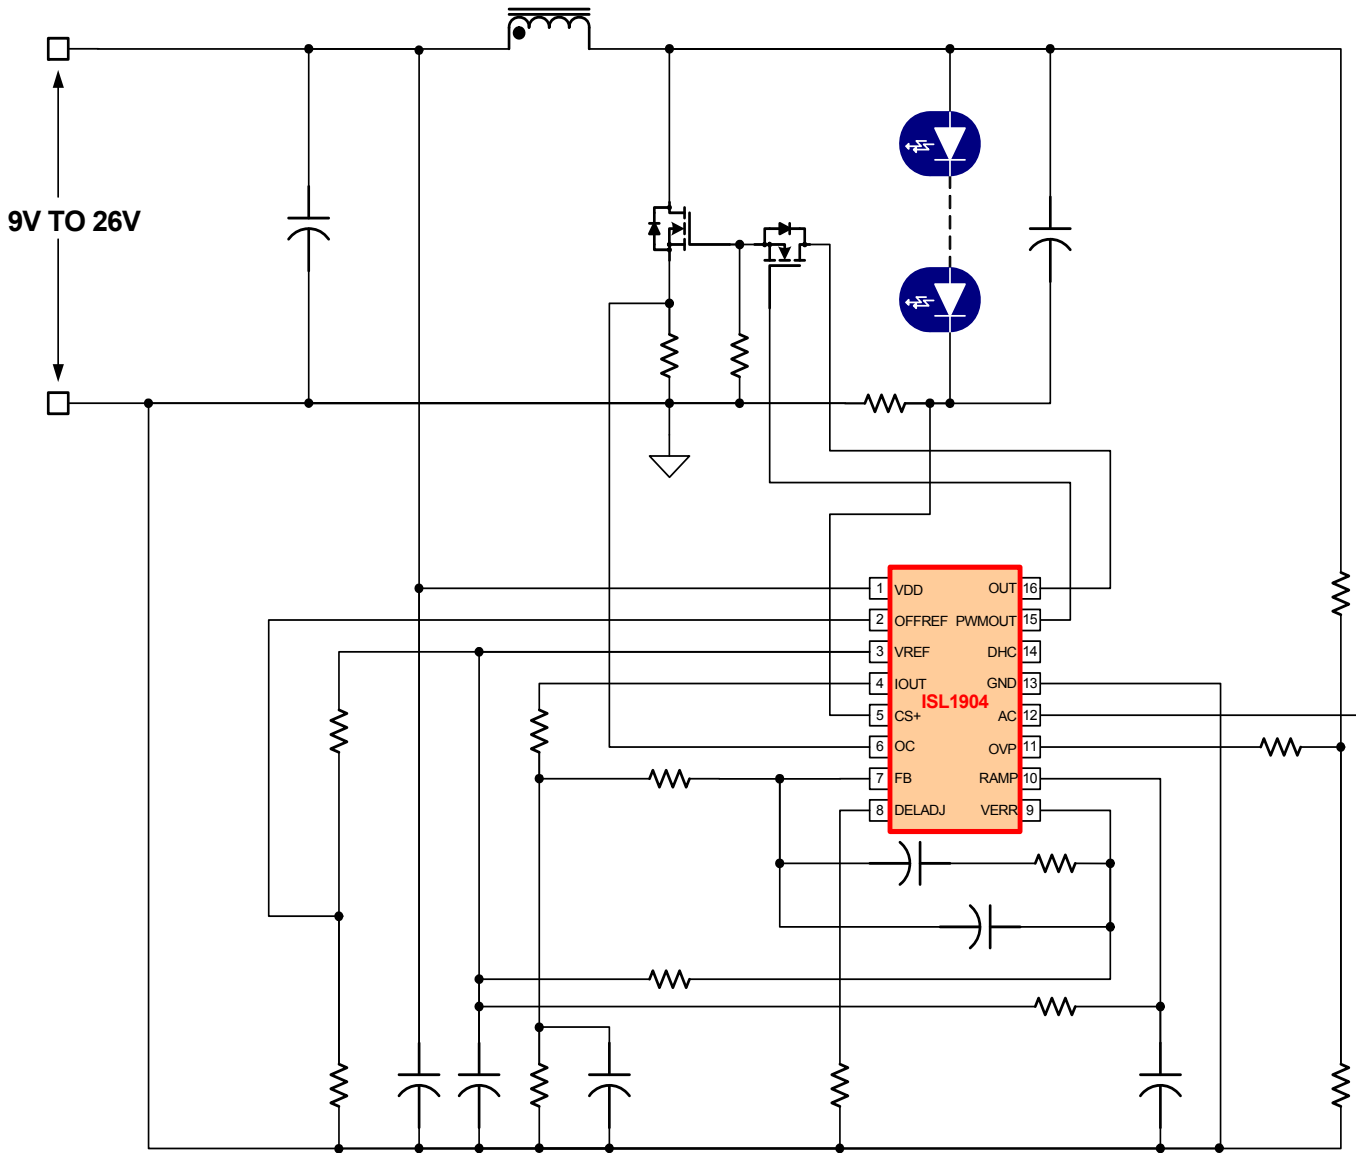 9V TO 26V
1 VDD OUT 16
2 OFFREF PWMOUT 15
3 VREF DHC 14
4 IOUT GND 13
ISL1904
5 CS+ AC 12
6 OC OVP 11
7 FB RAMP 10
8 DELADJ VERR 9